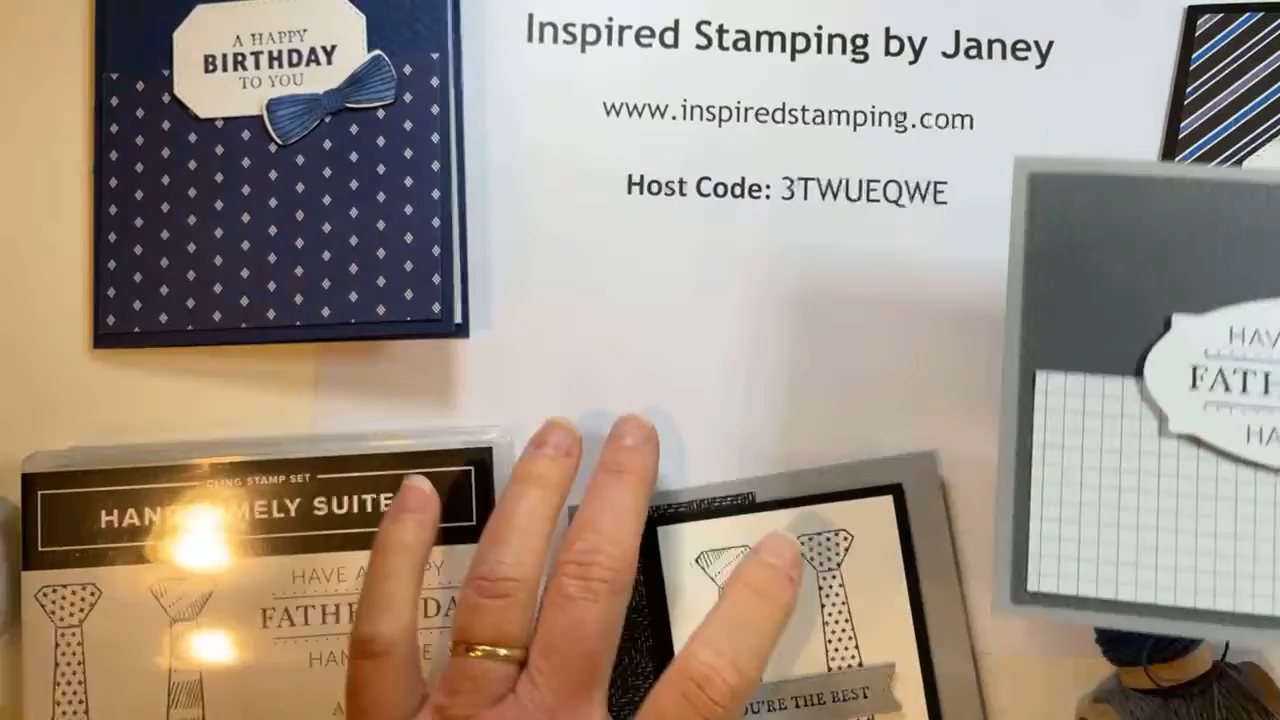 A HAPPY
BIRTHDAY
TO YOU
Inspired Stamping by Janey
www.inspiredstamping.com
Host Code: 3TWUEQWE
CLING STAMP SET
SUITE
HAVE A
YOU'RE THE BEST